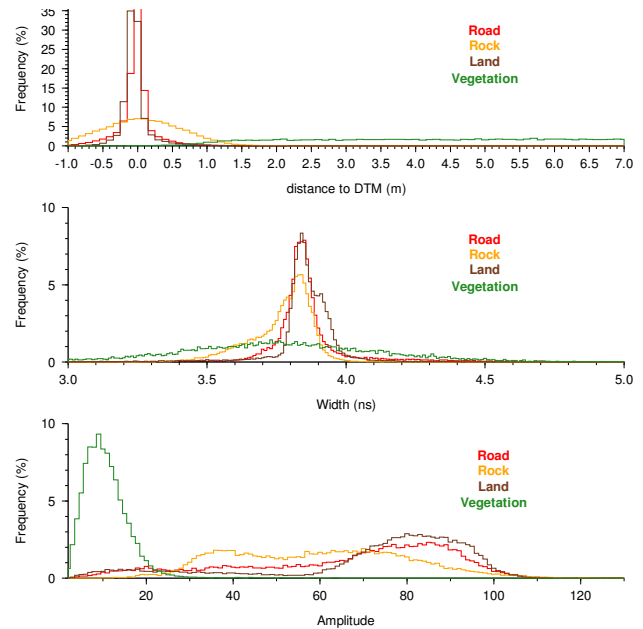 35
30
25
20
15
10
5
0
Frequency (%)
Road
Rock
Land
Vegetation
-1.0 -0.5 0.0 0.5 1.0 1.5 2.0 2.5 3.0 3.5 4.0 4.5 5.0 5.5 6.0 6.5 7.0
distance to DTM (m)
10
5
0
Frequency (%)
Road
Rock
Land
Vegetation
3.0 3.5 4.0 4.5 5.0
Width (ns)
10
5
0
Frequency (%)
Road
Rock
Land
Vegetation
20 40 60 80 100 120
Amplitude